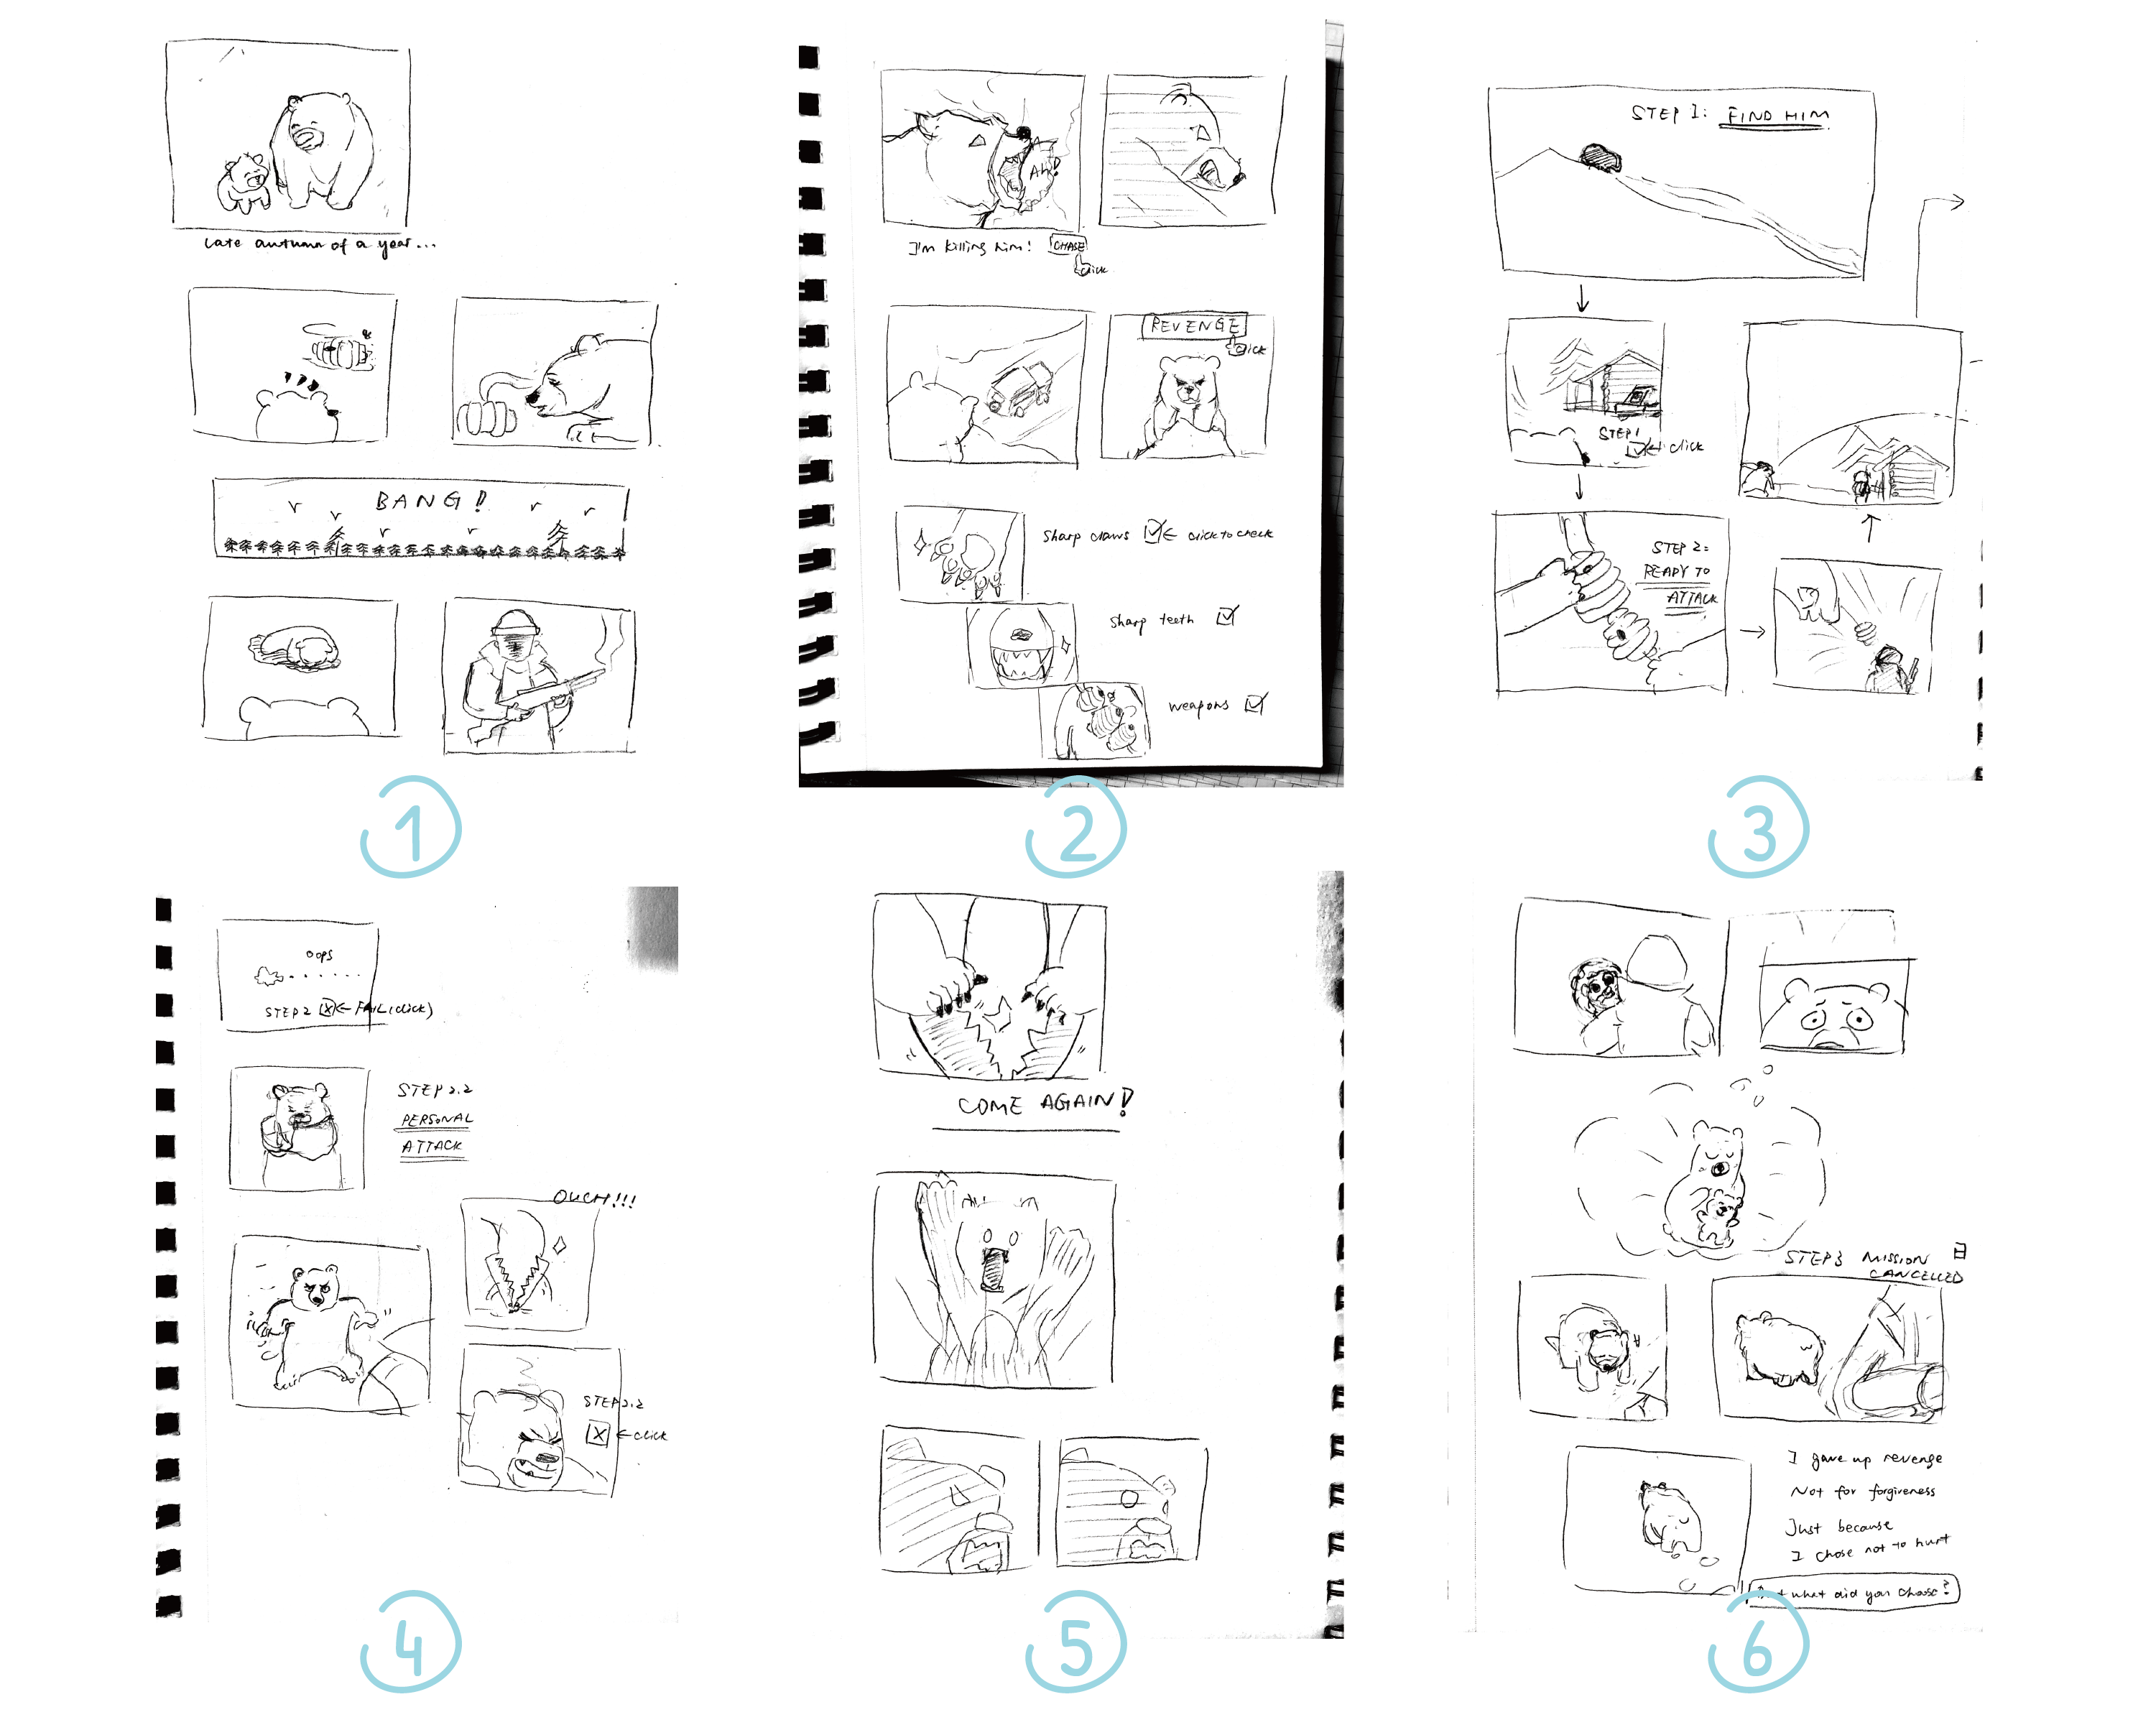 Late autumn of a year...
BANG!
1
Ah!
I'm killing him!
CHASE
click
REVENGE
click
Sharp claws
click to check
Sharp teeth
weapons
2
STEP 1: FIND HIM
STEP 1
click
STEP 2:
READY TO
ATTACK
3
oops
STEP 2 ☒ ← FAIL (click)
STEP 2.2
PERSONAL
ATTACK
OUCH!!!
STEP 2.2
☒ ← click
4
COME AGAIN!
5
STEP 3 MISSION
CANCELLED
I gave up revenge
Not for forgiveness
Just because
I chose not to hurt
what did you choose?
6